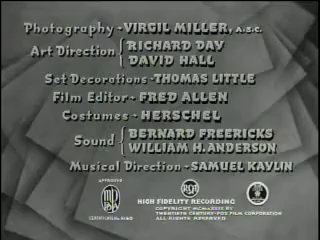 Photography - VIRGIL MILLER, A.S.C.
Art Direction { RICHARD DAY
DAVID HALL
Set Decorations - THOMAS LITTLE
Film Editor - FRED ALLEN
Costumes - HERSCHEL
Sound { BERNARD FREERICKS
WILLIAM H. ANDERSON
Musical Direction - SAMUEL KAYLIN
APPROVED
RCA
HIGH FIDELITY RECORDING
TWENTIETH CENTURY-FOX FILM CORPORATION
ALL RIGHTS RESERVED